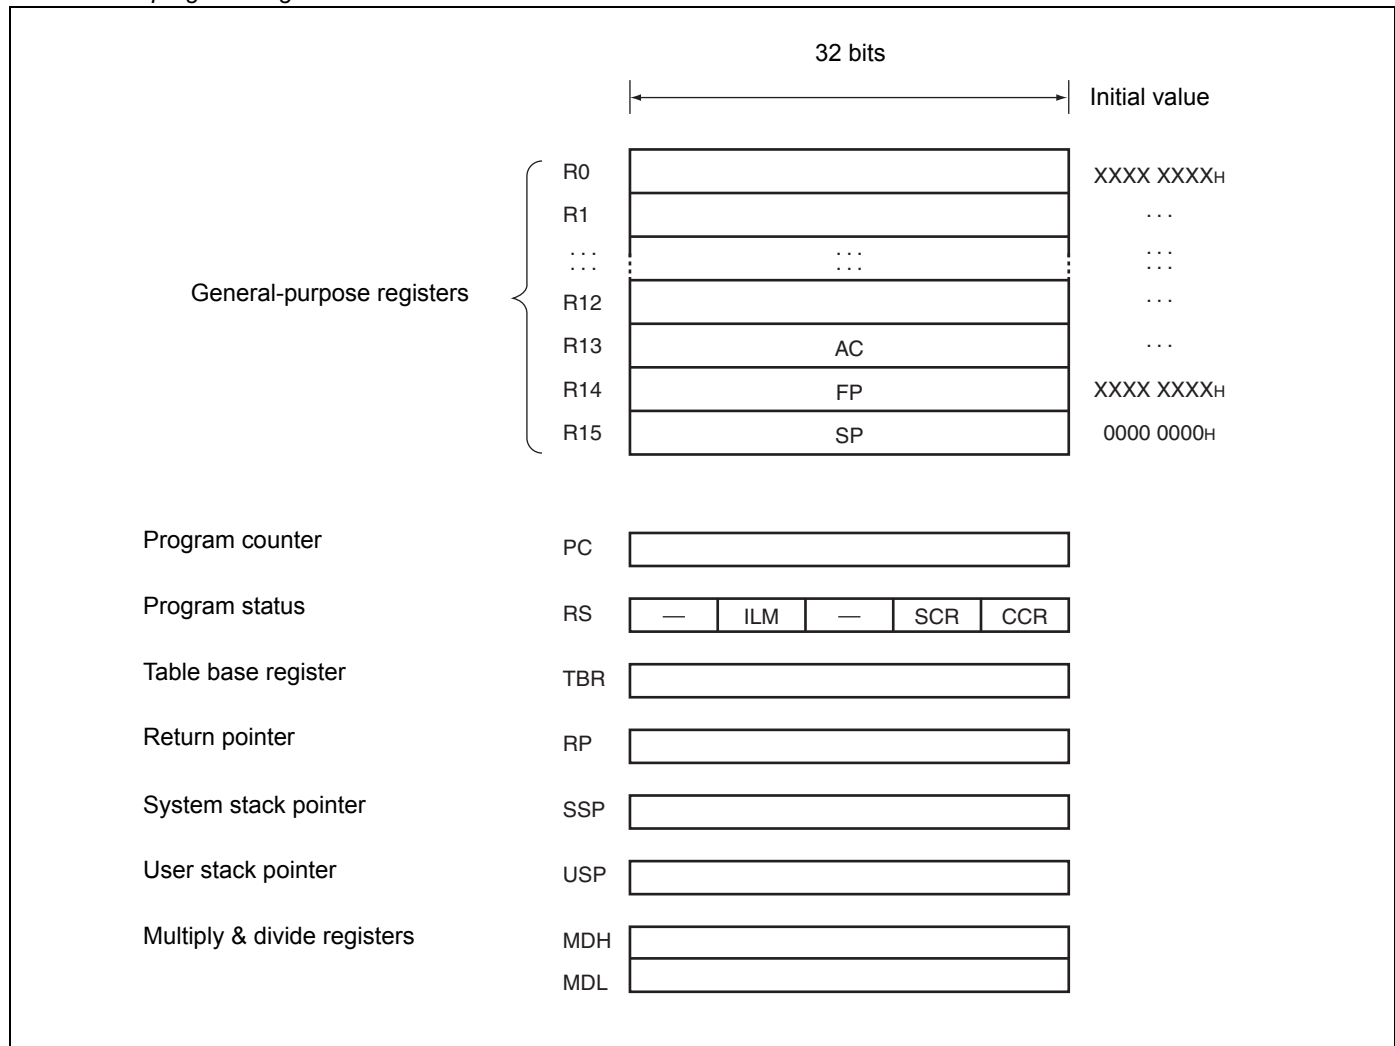 32 bits
Initial value
R0 XXXX XXXXH
R1 ...
... ... ...
... ... ...
General-purpose registers
R12 ...
R13 AC ...
R14 FP XXXX XXXXH
R15 SP 0000 0000H
Program counter PC
Program status RS — ILM — SCR CCR
Table base register TBR
Return pointer RP
System stack pointer SSP
User stack pointer USP
Multiply & divide registers MDH
MDL